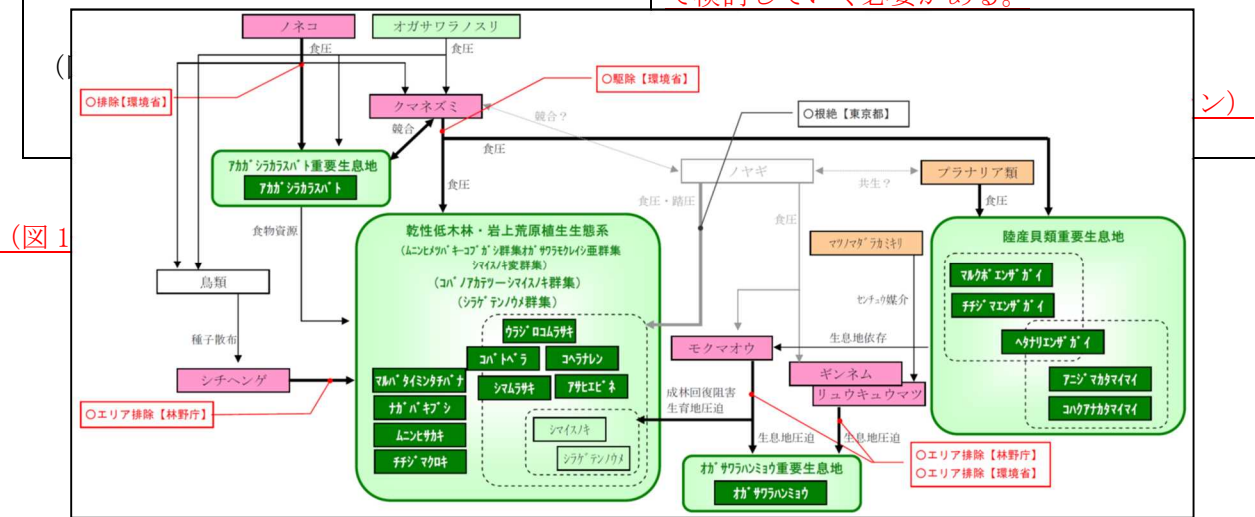 で検討していく必要がある。
ノネコ
オガサワラノスリ
食圧
食圧
○排除【環境省】
○駆除【環境省】
ン）
クマネズミ
競合？
○根絶【東京都】
競合
食圧
アカガシラカラスバト重要生息地
アカガシラカラスバト
ノヤギ
共生？
プラナリア類
食圧
食圧・踏圧
食圧
食圧
（図1
食物資源
乾性低木林・岩上荒原植生生態系
(ムニンヒメツバキーコブガシ群集オガサワラモクレイシ亜群集
シマイスノキ変群集)
(コバノアカテツーシマイスノキ群集)
(シラゲテンノウメ群集)
マツノマダラカミキリ
陸産貝類重要生息地
マルクボエンザガイ
チチジマエンザガイ
ヘタナリエンザガイ
アニジマカタマイマイ
コハクアナカタマイマイ
鳥類
センチュウ媒介
種子散布
ウラジロコムラサキ
コバトベラ
コヘラナレン
生息地依存
モクマオウ
シチヘンゲ
マルバタイミンタチバナ
シマムラサキ
アサヒエビネ
ギンネム
リュウキュウマツ
ナガバキブシ
○エリア排除【林野庁】
成林回復阻害
生育地圧迫
ムニンヒサカキ
シマイスノキ
チチジマクロキ
シラゲテンノウメ
生息地圧迫
生息地圧迫
○エリア排除【林野庁】
○エリア排除【環境省】
オガサワラハンミョウ重要生息地
オガサワラハンミョウ